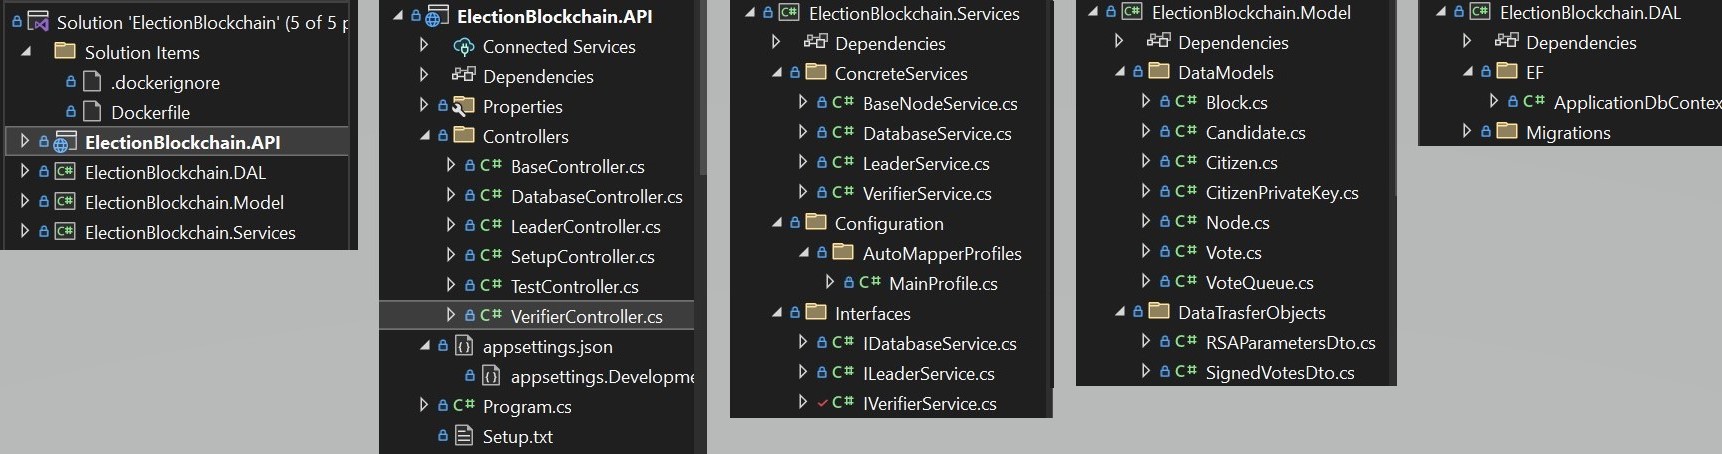 Solution 'ElectionBlockchain' (5 of 5 p
Solution Items
.dockerignore
Dockerfile
ElectionBlockchain.API
ElectionBlockchain.DAL
ElectionBlockchain.Model
ElectionBlockchain.Services
ElectionBlockchain.API
Connected Services
Dependencies
Properties
Controllers
C# BaseController.cs
C# DatabaseController.cs
C# LeaderController.cs
C# SetupController.cs
C# TestController.cs
C# VerifierController.cs
appsettings.json
appsettings.Developme
C# Program.cs
Setup.txt
C# ElectionBlockchain.Services
Dependencies
ConcreteServices
C# BaseNodeService.cs
C# DatabaseService.cs
C# LeaderService.cs
C# VerifierService.cs
Configuration
AutoMapperProfiles
C# MainProfile.cs
Interfaces
C# IDatabaseService.cs
C# ILeaderService.cs
C# IVerifierService.cs
C# ElectionBlockchain.Model
Dependencies
DataModels
C# Block.cs
C# Candidate.cs
C# Citizen.cs
C# CitizenPrivateKey.cs
C# Node.cs
C# Vote.cs
C# VoteQueue.cs
DataTrasferObjects
C# RSAParametersDto.cs
C# SignedVotesDto.cs
C# ElectionBlockchain.DAL
Dependencies
EF
C# ApplicationDbContex
Migrations